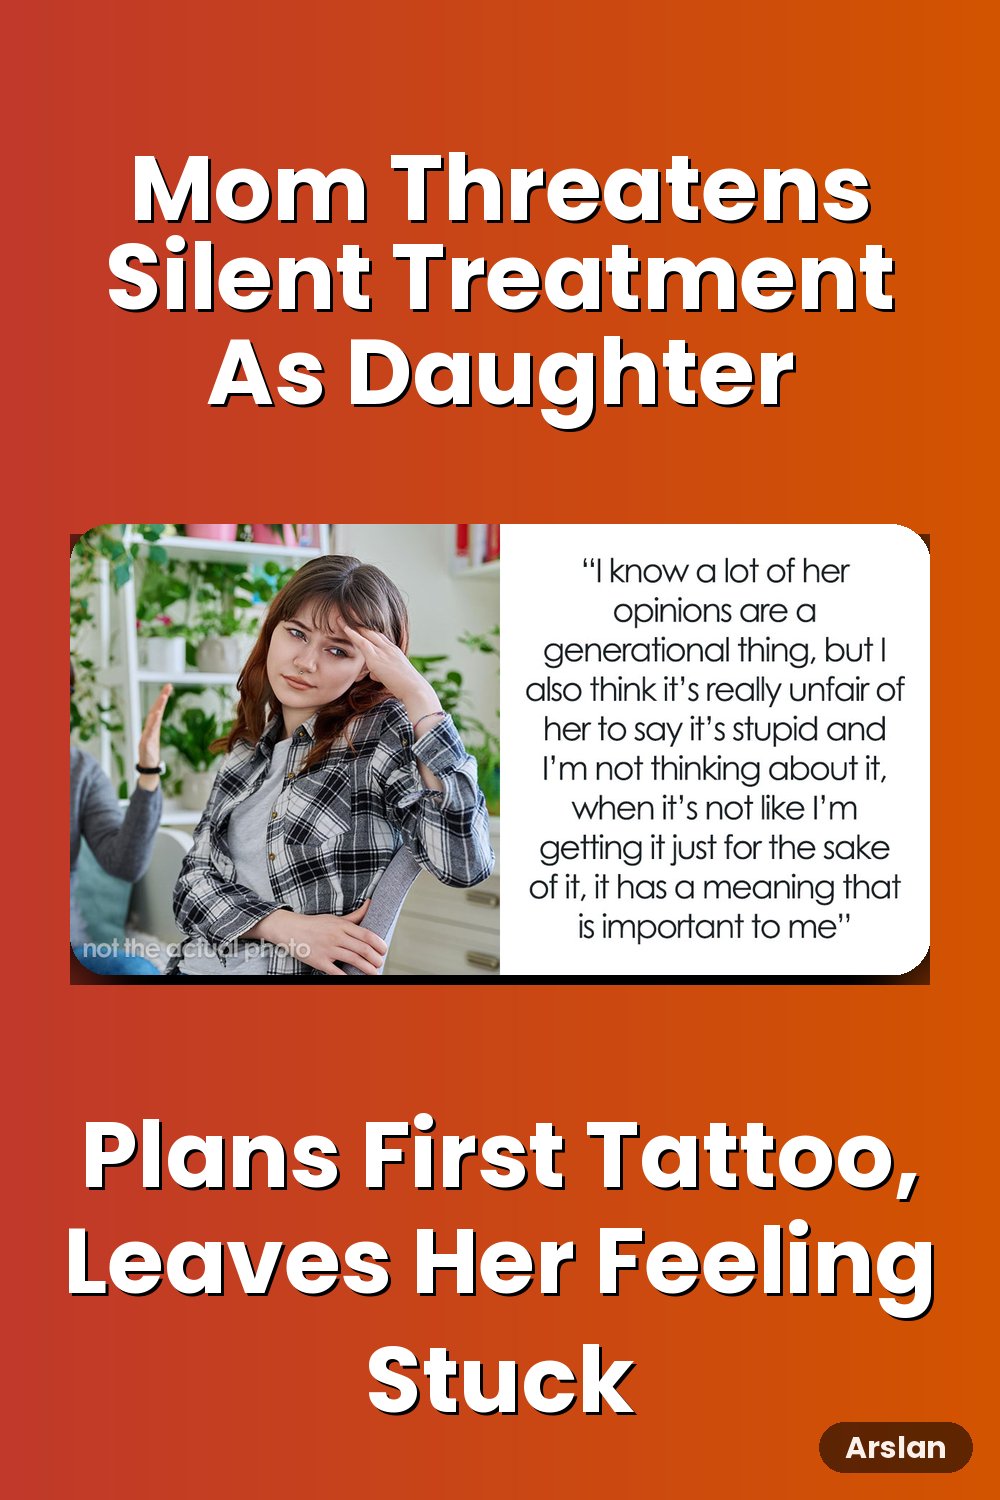 Mom Threatens
Silent Treatment
As Daughter
“I know a lot of her
opinions are a
generational thing, but I
also think it’s really unfair of
her to say it’s stupid and
I’m not thinking about it,
when it’s not like I’m
getting it just for the sake
of it, it has a meaning that
is important to me”
not the actual photo
Plans First Tattoo,
Leaves Her Feeling
Stuck
Arslan